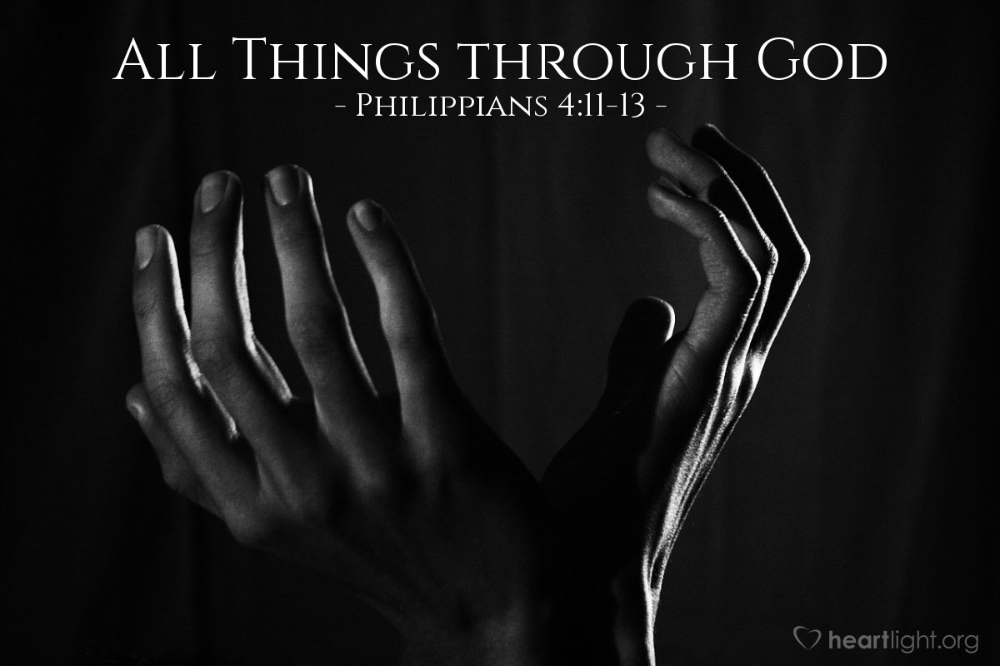 All Things through God
- Philippians 4:11-13 -
heartlight.org